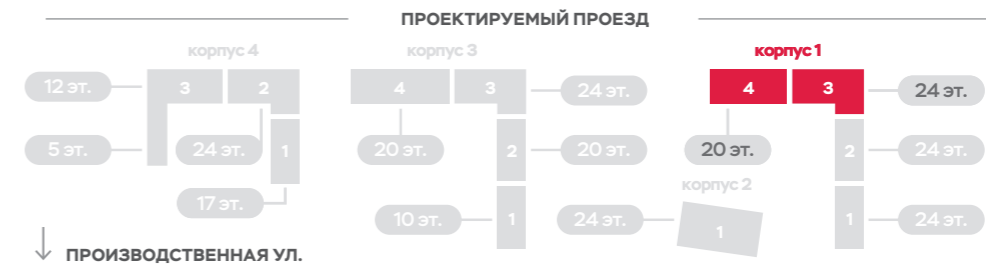 ПРОЕКТИРУЕМЫЙ ПРОЕЗД
корпус 4
корпус 3
корпус 1
12 эт.
3
2
4
3
24 эт.
4
3
24 эт.
5 эт.
24 эт.
1
20 эт.
2
20 эт.
20 эт.
2
24 эт.
корпус 2
17 эт.
10 эт.
1
24 эт.
1
1
24 эт.
ПРОИЗВОДСТВЕННАЯ УЛ.